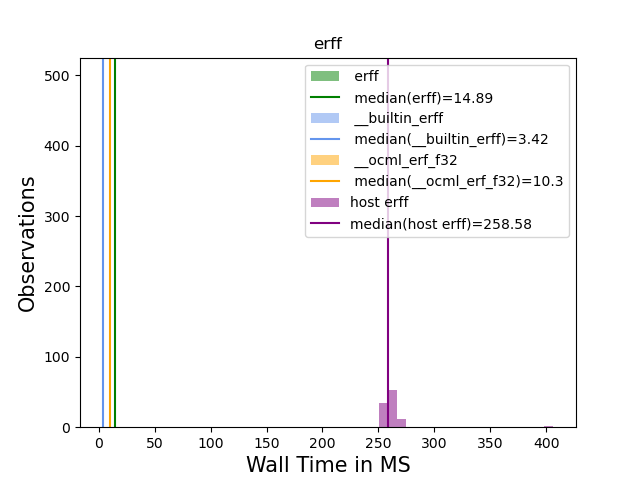 erff
500
400
300
200
100
0
Observations
erff
median(erff)=14.89
__builtin_erff
median(__builtin_erff)=3.42
__ocml_erf_f32
median(__ocml_erf_f32)=10.3
host erff
median(host erff)=258.58
0 50 100 150 200 250 300 350 400
Wall Time in MS